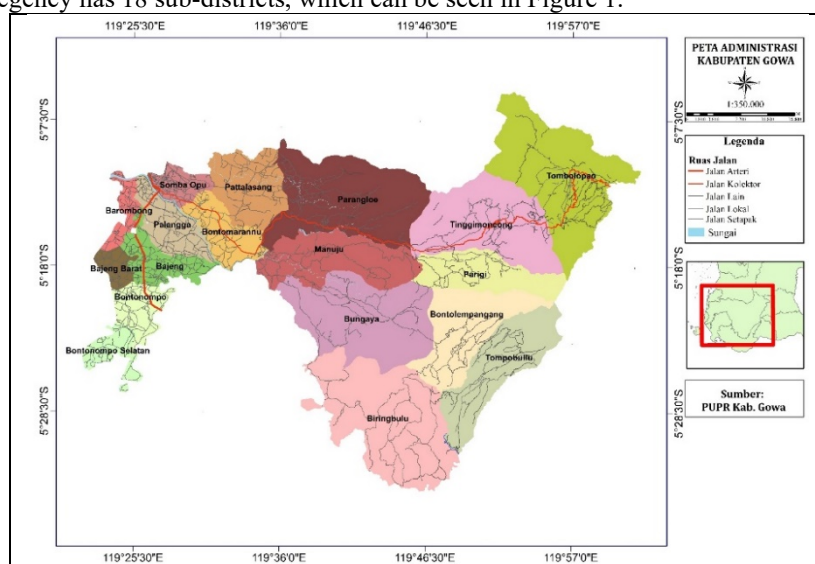 egency has 18 sub-districts, which can be seen in Figure 1.
119°25'30"E 119°36'0"E 119°46'30"E 119°57'0"E
5°7'30"S
5°18'0"S
5°28'30"S
Somba Opu
Pattalasang
Barombong
Palangga
Bontomarannu
Parangloe
Tombolopao
Tinggimoncong
Bajeng Barat
Bajeng
Manuju
Parigi
Bontonompo
Bungaya
Bontolempangang
Bontonompo Selatan
Tompobullu
Biringbulu
5°7'30"S
5°18'0"S
5°28'30"S
119°25'30"E 119°36'0"E 119°46'30"E 119°57'0"E
PETA ADMINISTRASI
KABUPATEN GOWA
1:350.000
Legenda
Ruas Jalan
Jalan Arteri
Jalan Kolektor
Jalan Lain
Jalan Lokal
Jalan Setapak
Sungai
Sumber:
PUPR Kab. Gowa